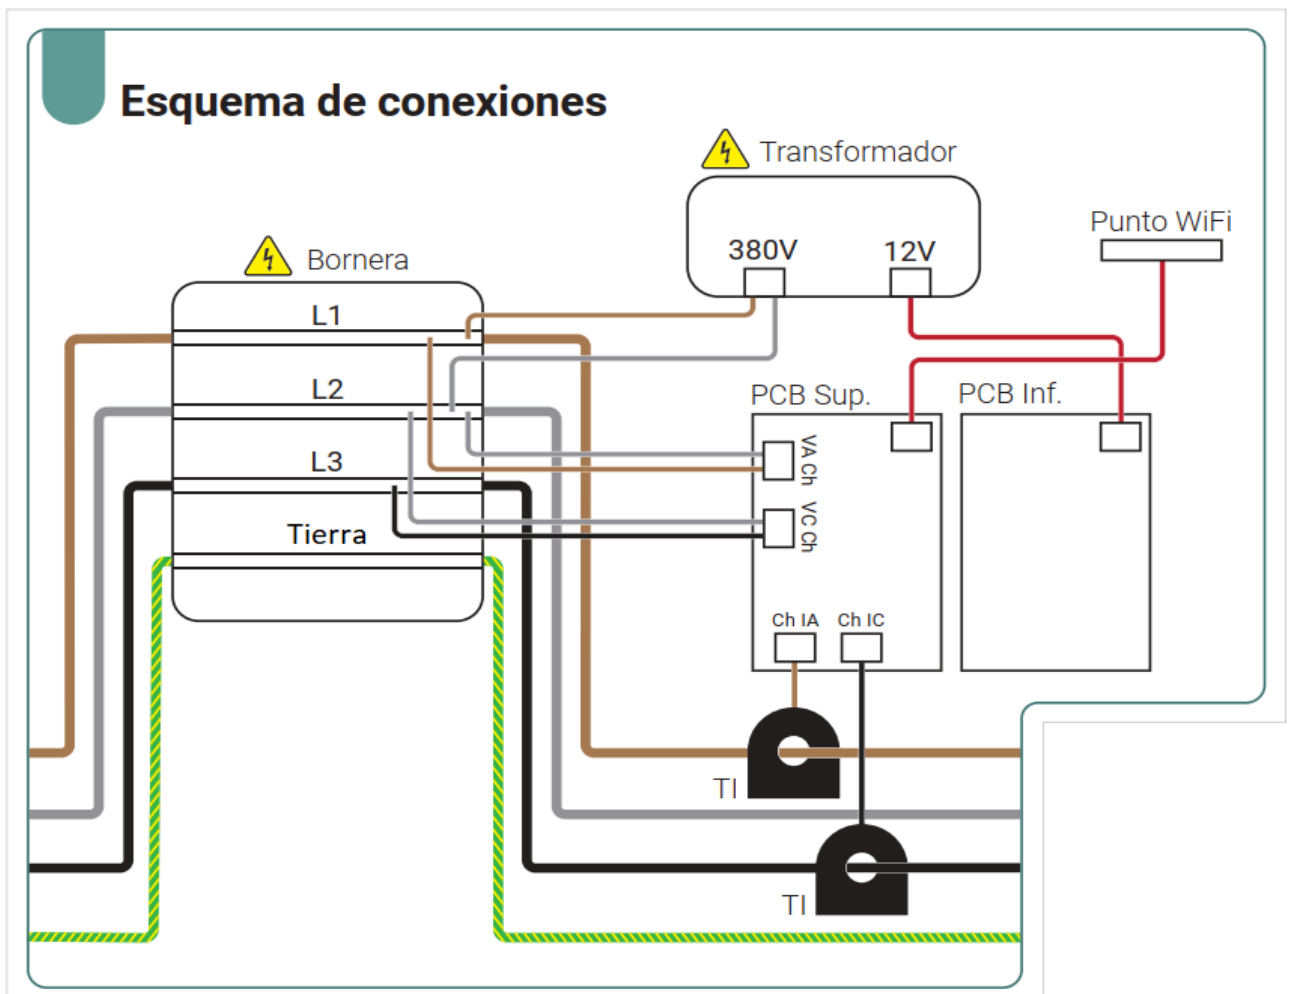 Esquema de conexiones
Transformador
380V
12V
Punto WiFi
Bornera
L1
L2
L3
Tierra
PCB Sup.
PCB Inf.
VA Ch
VC Ch
Ch IA
Ch IC
TI
TI